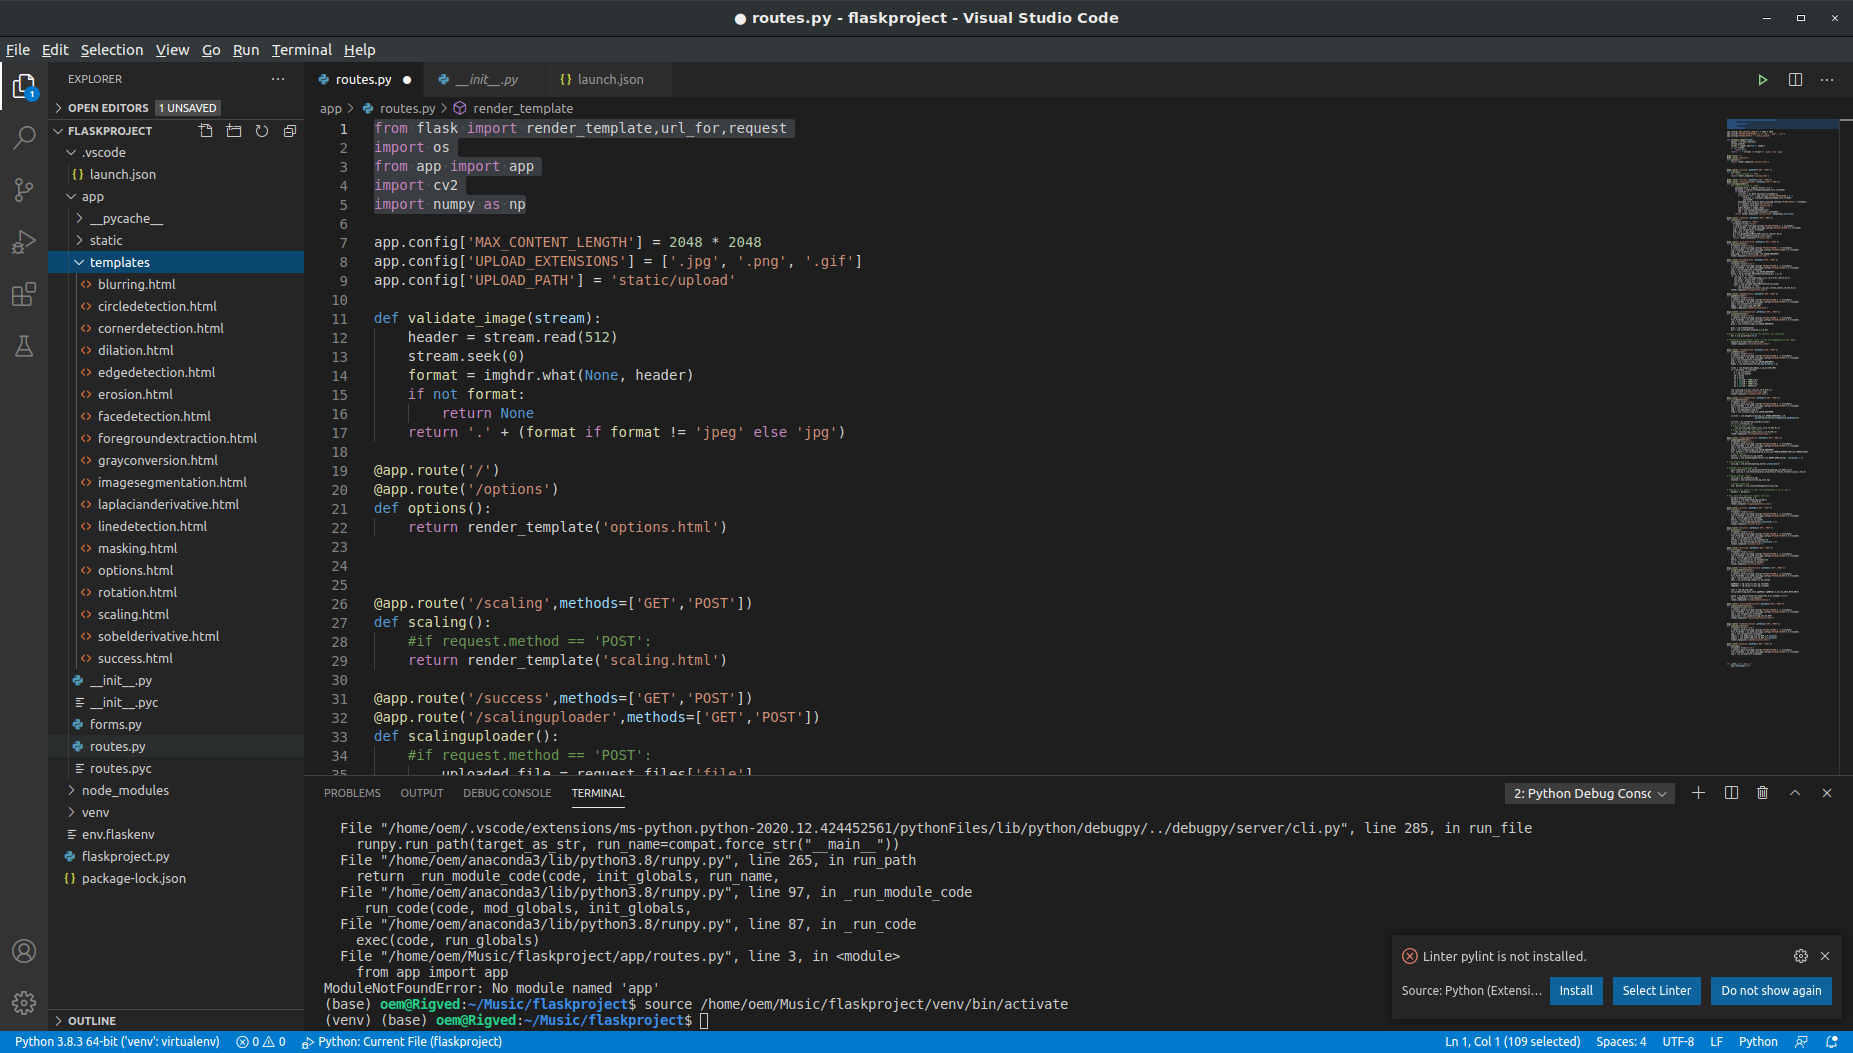 ● routes.py - flaskproject - Visual Studio Code
File Edit Selection View Go Run Terminal Help
EXPLORER
OPEN EDITORS 1 UNSAVED
FLASKPROJECT
.vscode
{} launch.json
app
__pycache__
static
templates
<> blurring.html
<> circledetection.html
<> cornerdetection.html
<> dilation.html
<> edgedetection.html
<> erosion.html
<> facedetection.html
<> foregroundextraction.html
<> grayconversion.html
<> imagesegmentation.html
<> laplacianderivative.html
<> linedetection.html
<> masking.html
<> options.html
<> rotation.html
<> scaling.html
<> sobelderivative.html
<> success.html
__init__.py
__init__.pyc
forms.py
routes.py
routes.pyc
node_modules
venv
env.flaskenv
flaskproject.py
{} package-lock.json
OUTLINE
1
routes.py ● __init__.py {} launch.json
app > routes.py > render_template
1 from flask import render_template,url_for,request
2 import os
3 from app import app
4 import cv2
5 import numpy as np
6
7 app.config['MAX_CONTENT_LENGTH'] = 2048 * 2048
8 app.config['UPLOAD_EXTENSIONS'] = ['.jpg', '.png', '.gif']
9 app.config['UPLOAD_PATH'] = 'static/upload'
10
11 def validate_image(stream):
12 header = stream.read(512)
13 stream.seek(0)
14 format = imghdr.what(None, header)
15 if not format:
16 return None
17 return '.' + (format if format != 'jpeg' else 'jpg')
18
19 @app.route('/')
20 @app.route('/options')
21 def options():
22 return render_template('options.html')
23
24
25
26 @app.route('/scaling',methods=['GET','POST'])
27 def scaling():
28 #if request.method == 'POST':
29 return render_template('scaling.html')
30
31 @app.route('/success',methods=['GET','POST'])
32 @app.route('/scalinguploader',methods=['GET','POST'])
33 def scalinguploader():
34 #if request.method == 'POST':
35 uploaded_file = request.files['file']
PROBLEMS OUTPUT DEBUG CONSOLE TERMINAL
2: Python Debug Consc
File "/home/oem/.vscode/extensions/ms-python.python-2020.12.424452561/pythonFiles/lib/python/debugpy/../debugpy/server/cli.py", line 285, in run_file
runpy.run_path(target_as_str, run_name=compat.force_str("__main__"))
File "/home/oem/anaconda3/lib/python3.8/runpy.py", line 265, in run_path
return _run_module_code(code, init_globals, run_name,
File "/home/oem/anaconda3/lib/python3.8/runpy.py", line 97, in _run_module_code
_run_code(code, mod_globals, init_globals,
File "/home/oem/anaconda3/lib/python3.8/runpy.py", line 87, in _run_code
exec(code, run_globals)
File "/home/oem/Music/flaskproject/app/routes.py", line 3, in <module>
from app import app
ModuleNotFoundError: No module named 'app'
(base) oem@Rigved:~/Music/flaskproject$ source /home/oem/Music/flaskproject/venv/bin/activate
(venv) (base) oem@Rigved:~/Music/flaskproject$
Linter pylint is not installed.
Source: Python (Extensi... Install Select Linter Do not show again
Python 3.8.3 64-bit ('venv': virtualenv) 0 0 Python: Current File (flaskproject) Ln 1, Col 1 (109 selected) Spaces: 4 UTF-8 LF Python